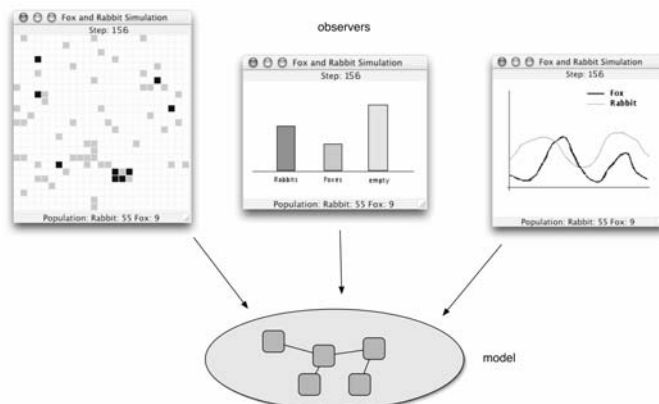 Fox and Rabbit Simulation
Step: 156
Population: Rabbit: 55 Fox: 9
observers
Fox and Rabbit Simulation
Step: 156
Rabbits
Foxes
empty
Population: Rabbit: 55 Fox: 9
Fox and Rabbit Simulation
Step: 156
Fox
Rabbit
Population: Rabbit: 55 Fox: 9
model